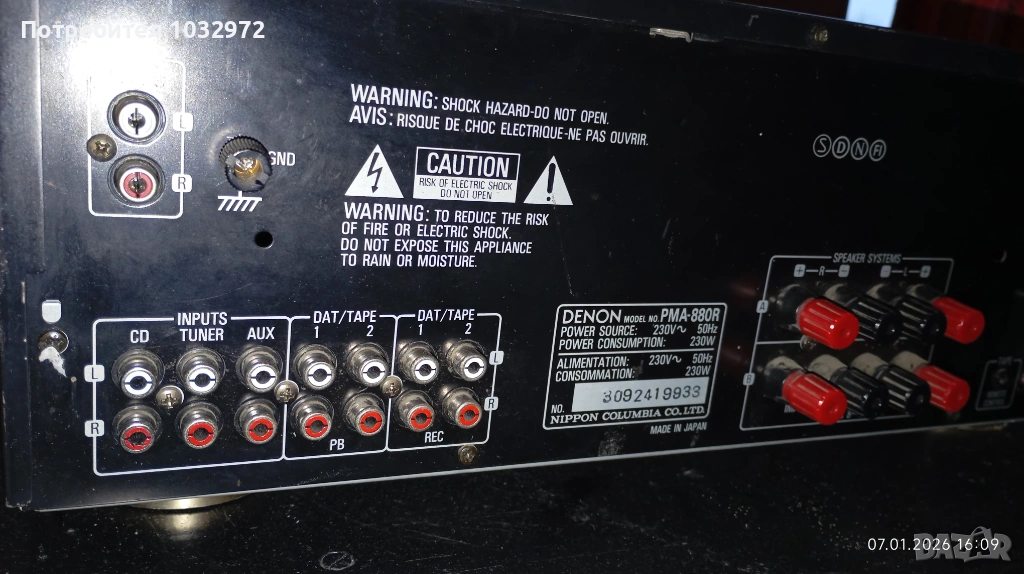 Потребител 1032972
L
R
GND
WARNING: SHOCK HAZARD-DO NOT OPEN.
AVIS: RISQUE DE CHOC ELECTRIQUE-NE PAS OUVRIR.
CAUTION
RISK OF ELECTRIC SHOCK
DO NOT OPEN
WARNING: TO REDUCE THE RISK
OF FIRE OR ELECTRIC SHOCK.
DO NOT EXPOSE THIS APPLIANCE
TO RAIN OR MOISTURE.
S D N A
INPUTS
CD TUNER AUX
DAT/TAPE
1 2
DAT/TAPE
1 2
L
L
R
R
PB
REC
DENON MODEL NO. PMA-880R
POWER SOURCE: 230V~ 50Hz
POWER CONSUMPTION: 230W
ALIMENTATION: 230V~ 50Hz
CONSOMMATION: 230W
NO. 3092419933
NIPPON COLUMBIA CO.,LTD.
MADE IN JAPAN
SPEAKER SYSTEMS
+ R - - L +
A
B
07.01.2026 16:09
BAZAR